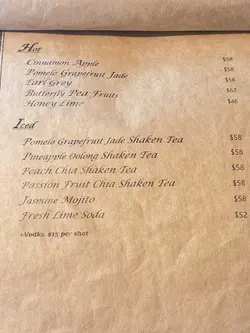 Hot
Cinnamon Apple $58
Pomelo Grapefruit Jade $58
Earl Grey $58
Butterfly Pea Fruits $62
Honey Lime $46
Iced
Pomelo Grapefruit Jade Shaken Tea $58
Pineapple Oolong Shaken Tea $58
Peach Chia Shaken Tea $58
Passion Fruit Chia Shaken Tea $58
Jasmine Mojito $58
Fresh Lime Soda $52
+Vodka $15 per shot